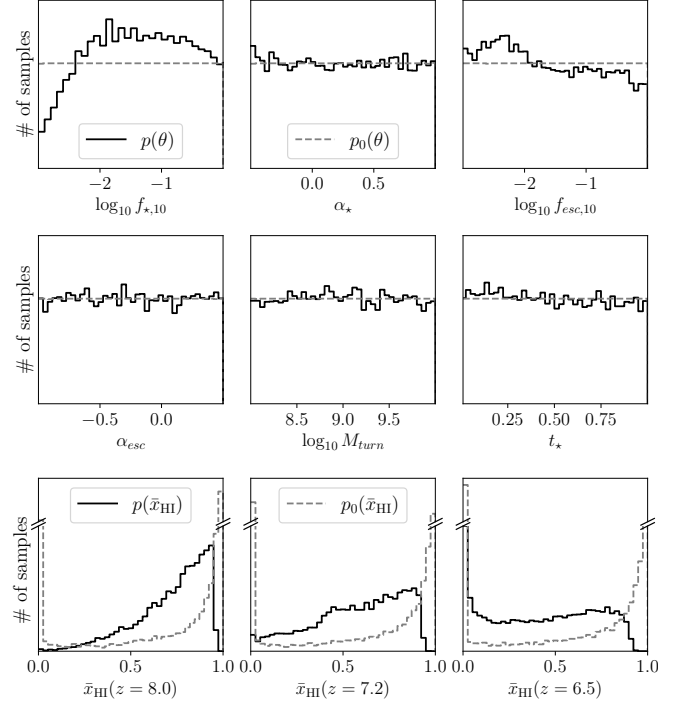 # of samples
p(θ)
p₀(θ)
−2 −1
log₁₀ f⋆,₁₀
0.0 0.5
α⋆
−2 −1
log₁₀ f_esc,10
# of samples
−0.5 0.0
α_esc
8.5 9.0 9.5
log₁₀ M_turn
0.25 0.50 0.75
t⋆
# of samples
p(x̄_HI)
p₀(x̄_HI)
0.0 0.5 1.0
x̄_HI(z = 8.0)
0.0 0.5 1.0
x̄_HI(z = 7.2)
0.0 0.5 1.0
x̄_HI(z = 6.5)